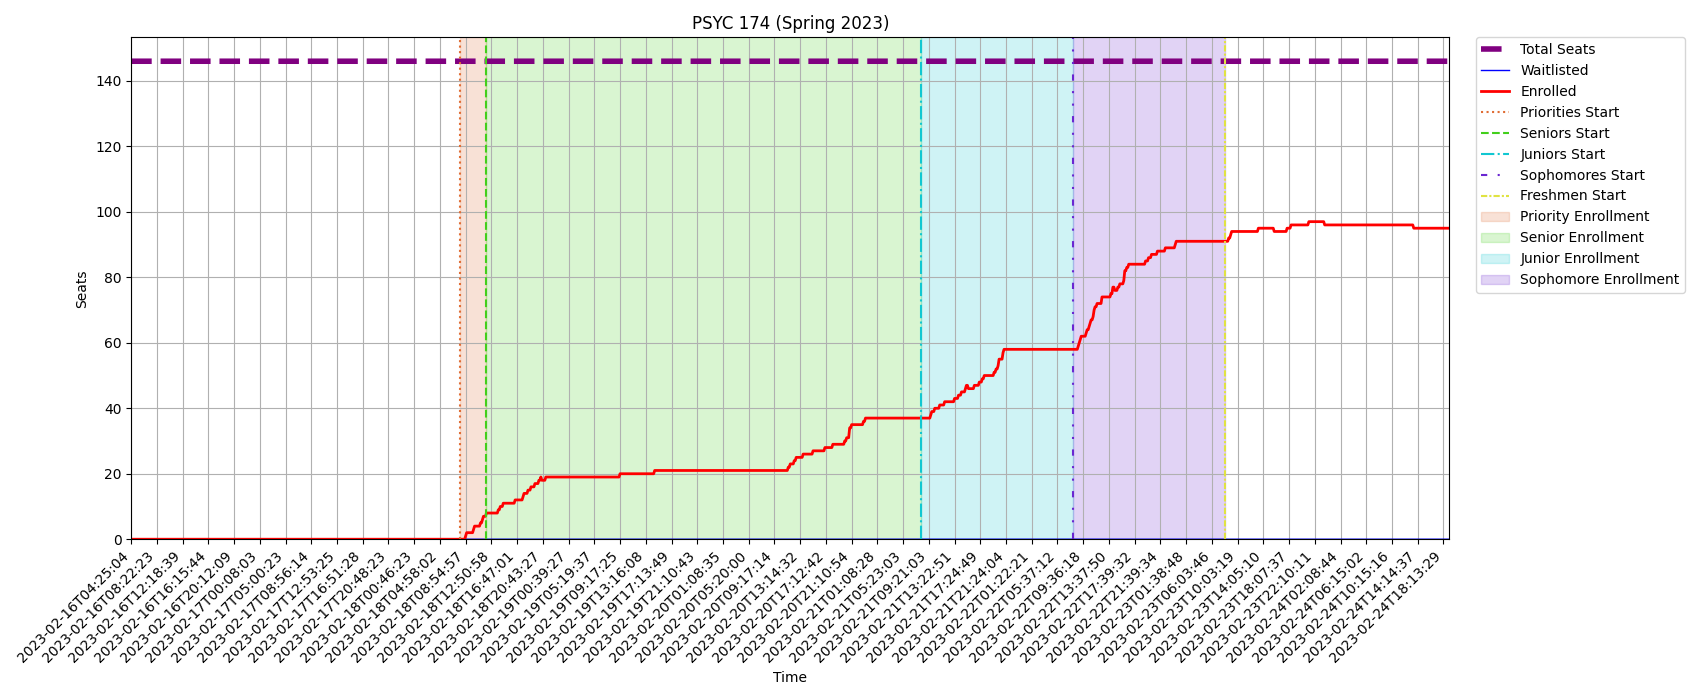 PSYC 174 (Spring 2023)
Total Seats
Waitlisted
Enrolled
Priorities Start
Seniors Start
Juniors Start
Sophomores Start
Freshmen Start
Priority Enrollment
Senior Enrollment
Junior Enrollment
Sophomore Enrollment
Seats
140
120
100
80
60
40
20
0
2023-02-16T04:25:04
2023-02-16T08:22:23
2023-02-16T12:18:39
2023-02-16T16:15:44
2023-02-16T20:12:09
2023-02-17T00:08:03
2023-02-17T05:00:23
2023-02-17T08:56:14
2023-02-17T12:53:25
2023-02-17T16:51:28
2023-02-17T20:48:23
2023-02-18T00:46:23
2023-02-18T04:58:02
2023-02-18T08:54:57
2023-02-18T12:50:58
2023-02-18T16:47:01
2023-02-18T20:43:27
2023-02-19T00:39:27
2023-02-19T05:19:37
2023-02-19T09:17:25
2023-02-19T13:16:08
2023-02-19T17:13:49
2023-02-19T21:10:43
2023-02-20T01:08:35
2023-02-20T05:20:00
2023-02-20T09:17:14
2023-02-20T13:14:32
2023-02-20T17:12:42
2023-02-20T21:10:54
2023-02-21T01:08:28
2023-02-21T05:23:03
2023-02-21T09:21:03
2023-02-21T13:22:51
2023-02-21T17:24:49
2023-02-21T21:24:04
2023-02-22T01:22:21
2023-02-22T05:37:12
2023-02-22T09:36:18
2023-02-22T13:37:50
2023-02-22T17:39:32
2023-02-22T21:39:34
2023-02-23T01:38:48
2023-02-23T06:03:46
2023-02-23T10:03:19
2023-02-23T14:05:10
2023-02-23T18:07:37
2023-02-23T22:10:11
2023-02-24T02:08:44
2023-02-24T06:15:02
2023-02-24T10:15:16
2023-02-24T14:14:37
2023-02-24T18:13:29
Time